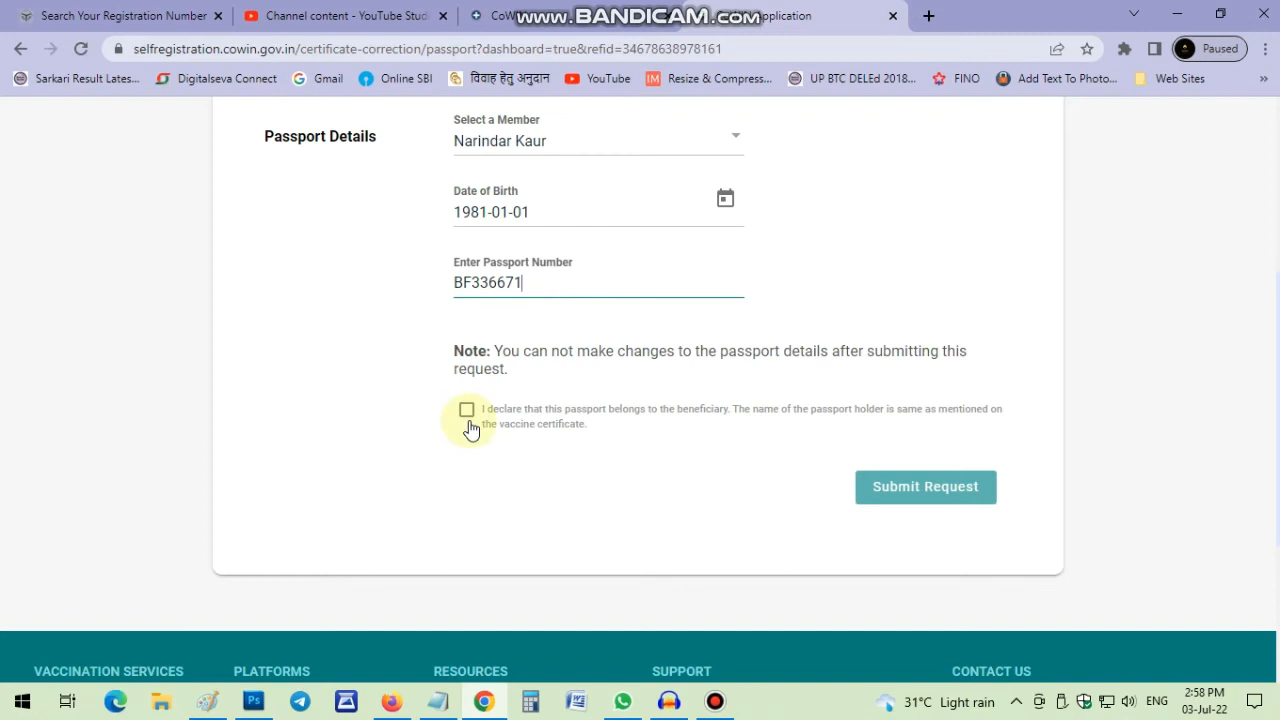 Search Your Registration Number
Channel content - YouTube Stud
CoW
pplication
www.BANDICAM.com
selfregistration.cowin.gov.in/certificate-correction/passport?dashboard=true&refid=34678638978161
Paused
Sarkari Result Lates...
Digitalseva Connect
Gmail
Online SBI
विवाह हेतु अनुदान
YouTube
Resize & Compress...
UP BTC DELEd 2018...
FINO
Add Text To Photo...
Web Sites
Passport Details
Select a Member
Narindar Kaur
Date of Birth
1981-01-01
Enter Passport Number
BF336671
Note: You can not make changes to the passport details after submitting this
request.
I declare that this passport belongs to the beneficiary. The name of the passport holder is same as mentioned on
the vaccine certificate.
Submit Request
VACCINATION SERVICES
PLATFORMS
RESOURCES
SUPPORT
CONTACT US
31°C Light rain
ENG
2:58 PM
03-Jul-22